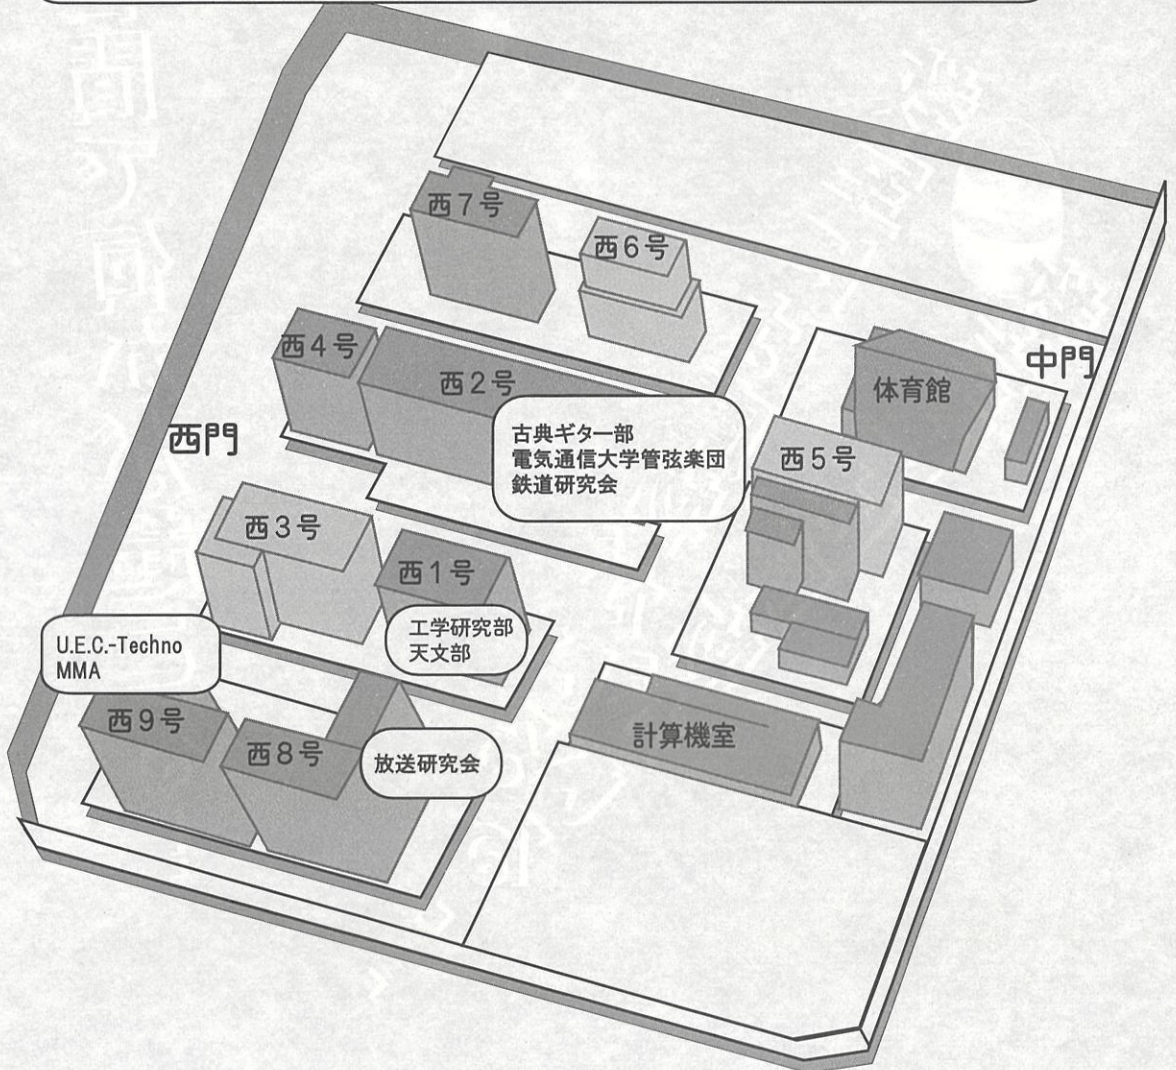 西7号
西6号
西4号
西2号
中門
体育館
西門
古典ギター部
電気通信大学管弦楽団
鉄道研究会
西5号
西3号
西1号
工学研究部
天文部
U.E.C.-Techno
MMA
西9号
西8号
放送研究会
計算機室